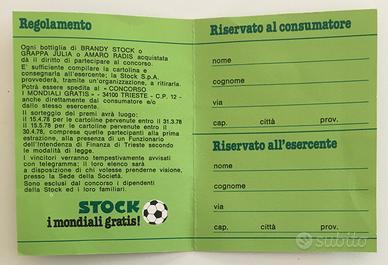 Regolamento
Ogni bottiglia di BRANDY STOCK o
GRAPPA JULIA o AMARO RADIS acquistata
dà il diritto di partecipare al concorso.
E' sufficiente compilare la cartolina e
consegnarla all'esercente; la Stock S.p.A.
provvederà, tramite un'organizzazione, a ritirarla.
Potrà essere spedita al « CONCORSO
I MONDIALI GRATIS » - 34100 TRIESTE - C.P. 12 -
anche direttamente dal consumatore e/o
dallo stesso esercente.
Il sorteggio dei premi avrà luogo:
il 15.4.78 per le cartoline pervenute entro il 31.3.78
il 15.5.78 per le cartoline pervenute entro il
30.4.78, comprese quelle partecipanti alla prima
estrazione, alla presenza di un Funzionario
dell'Intendenza di Finanza di Trieste secondo
le modalità di legge.
I vincitori verranno tempestivamente avvisati
con telegramma; il loro elenco sarà
a disposizione di chi volesse prenderne visione,
presso la Sede della Società.
Sono esclusi dal concorso i dipendenti
della Stock ed i loro familiari.
STOCK
i mondiali gratis!
Riservato al consumatore
nome
cognome
via
cap. città prov.
Riservato all'esercente
nome
cognome
via
cap. città prov.
subito